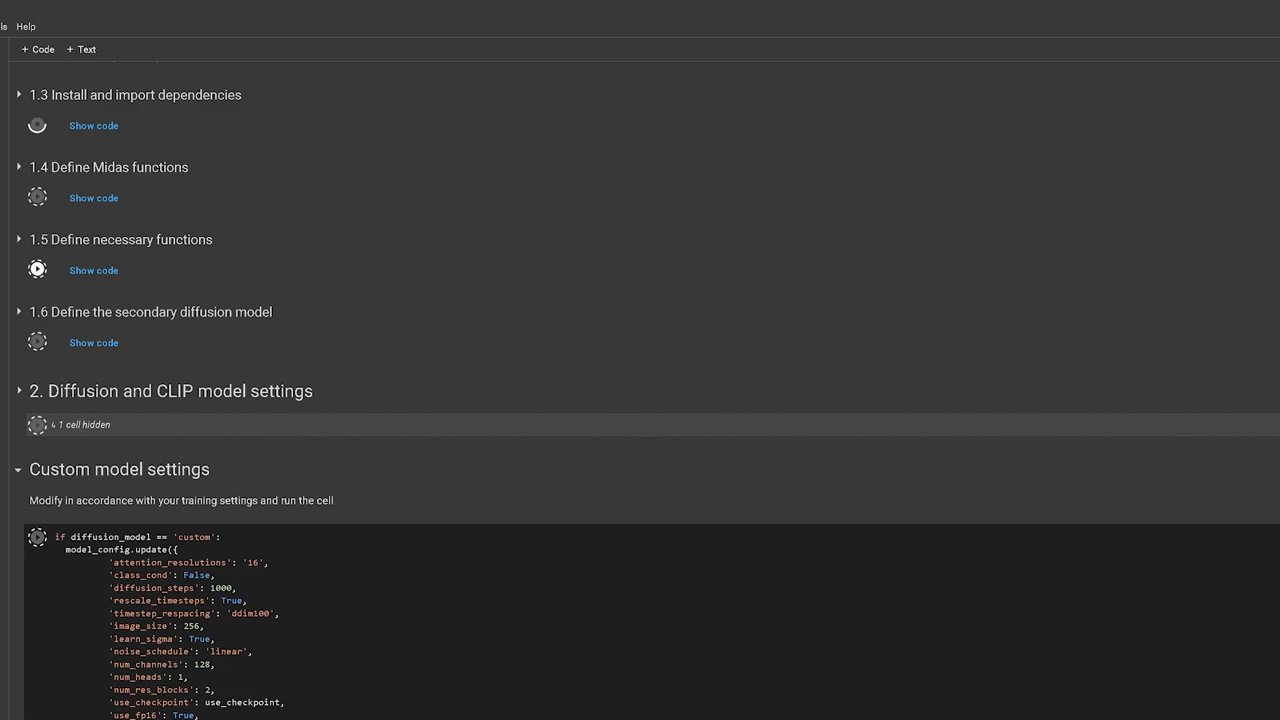 ls Help
+ Code + Text
1.3 Install and import dependencies
Show code
1.4 Define Midas functions
Show code
1.5 Define necessary functions
Show code
1.6 Define the secondary diffusion model
Show code
2. Diffusion and CLIP model settings
↳ 1 cell hidden
Custom model settings
Modify in accordance with your training settings and run the cell
if diffusion_model == 'custom':
model_config.update({
'attention_resolutions': '16',
'class_cond': False,
'diffusion_steps': 1000,
'rescale_timesteps': True,
'timestep_respacing': 'ddim100',
'image_size': 256,
'learn_sigma': True,
'noise_schedule': 'linear',
'num_channels': 128,
'num_heads': 1,
'num_res_blocks': 2,
'use_checkpoint': use_checkpoint,
'use_fp16': True,